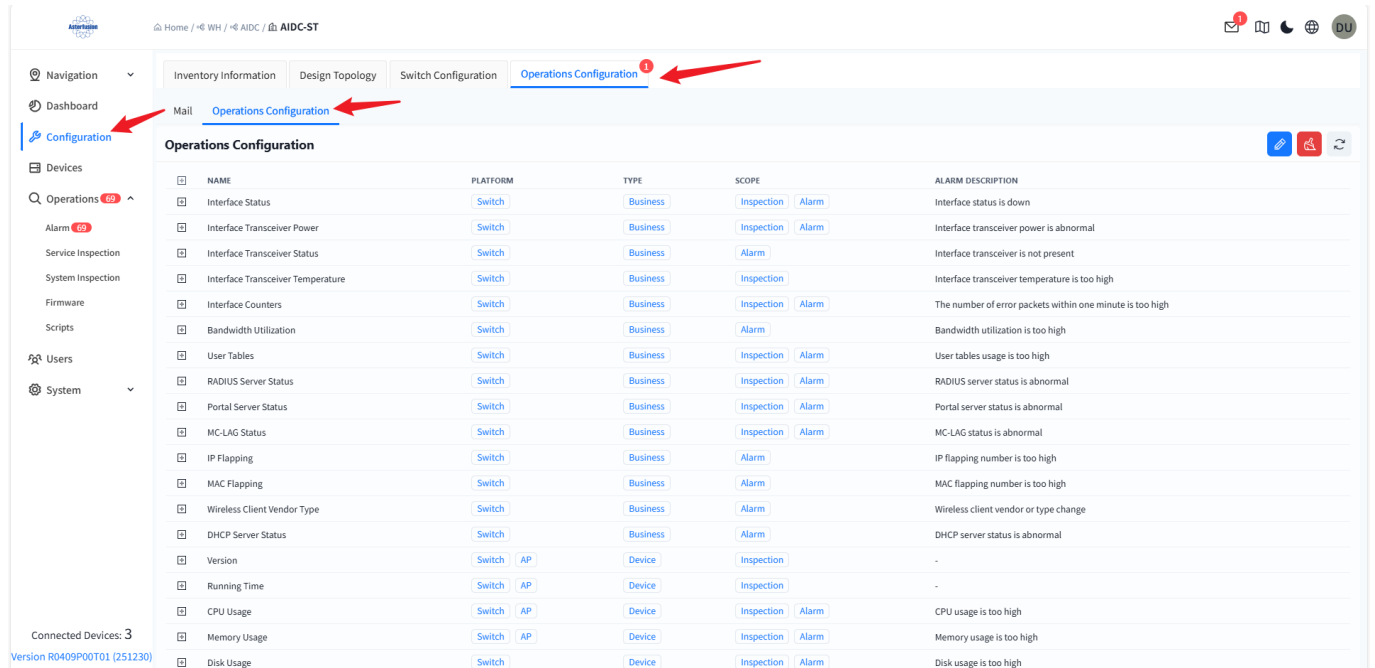 Asterfusion
Home / WH / AIDC / AIDC-ST
1
DU
Navigation
Dashboard
Configuration
Devices
Operations 69
Alarm 69
Service Inspection
System Inspection
Firmware
Scripts
Users
System
Connected Devices: 3
Version R0409P00T01 (251230)
Inventory Information Design Topology Switch Configuration Operations Configuration 1
Mail Operations Configuration
Operations Configuration
NAME PLATFORM TYPE SCOPE ALARM DESCRIPTION
Interface Status Switch Business Inspection Alarm Interface status is down
Interface Transceiver Power Switch Business Inspection Alarm Interface transceiver power is abnormal
Interface Transceiver Status Switch Business Alarm Interface transceiver is not present
Interface Transceiver Temperature Switch Business Inspection Interface transceiver temperature is too high
Interface Counters Switch Business Inspection Alarm The number of error packets within one minute is too high
Bandwidth Utilization Switch Business Alarm Bandwidth utilization is too high
User Tables Switch Business Inspection Alarm User tables usage is too high
RADIUS Server Status Switch Business Inspection Alarm RADIUS server status is abnormal
Portal Server Status Switch Business Inspection Alarm Portal server status is abnormal
MC-LAG Status Switch Business Inspection Alarm MC-LAG status is abnormal
IP Flapping Switch Business Alarm IP flapping number is too high
MAC Flapping Switch Business Alarm MAC flapping number is too high
Wireless Client Vendor Type Switch Business Alarm Wireless client vendor or type change
DHCP Server Status Switch Business Alarm DHCP server status is abnormal
Version Switch AP Device Inspection -
Running Time Switch AP Device Inspection -
CPU Usage Switch AP Device Inspection Alarm CPU usage is too high
Memory Usage Switch AP Device Inspection Alarm Memory usage is too high
Disk Usage Switch Device Inspection Alarm Disk usage is too high